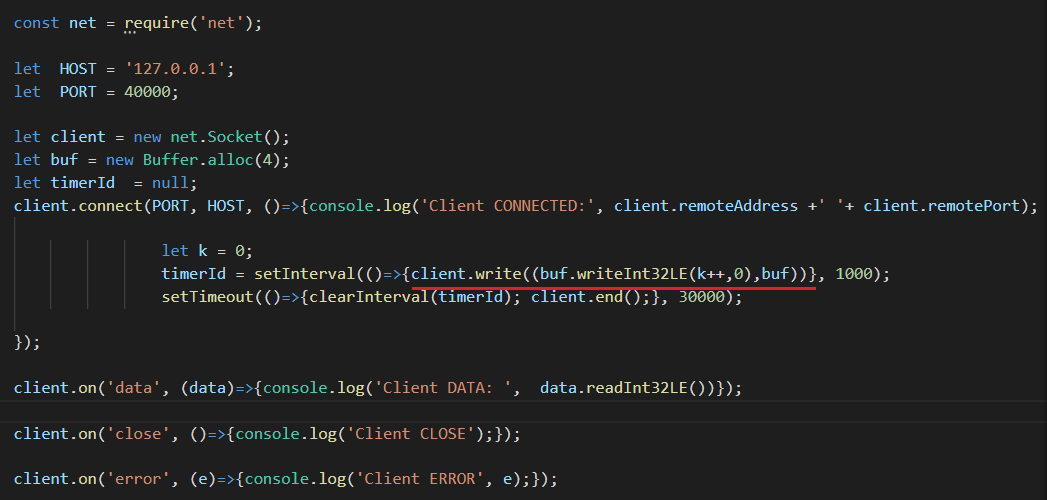 const net = require('net');
let  HOST = '127.0.0.1';
let  PORT = 40000;
let client = new net.Socket();
let buf = new Buffer.alloc(4);
let timerId  = null;
client.connect(PORT, HOST, ()=>{console.log('Client CONNECTED:', client.remoteAddress +' '+ client.remotePort);
let k = 0;
timerId = setInterval(()=>{client.write((buf.writeInt32LE(k++,0),buf))}, 1000);
setTimeout(()=>{clearInterval(timerId); client.end();}, 30000);
});
client.on('data', (data)=>{console.log('Client DATA: ',  data.readInt32LE())});
client.on('close', ()=>{console.log('Client CLOSE');});
client.on('error', (e)=>{console.log('Client ERROR', e);});